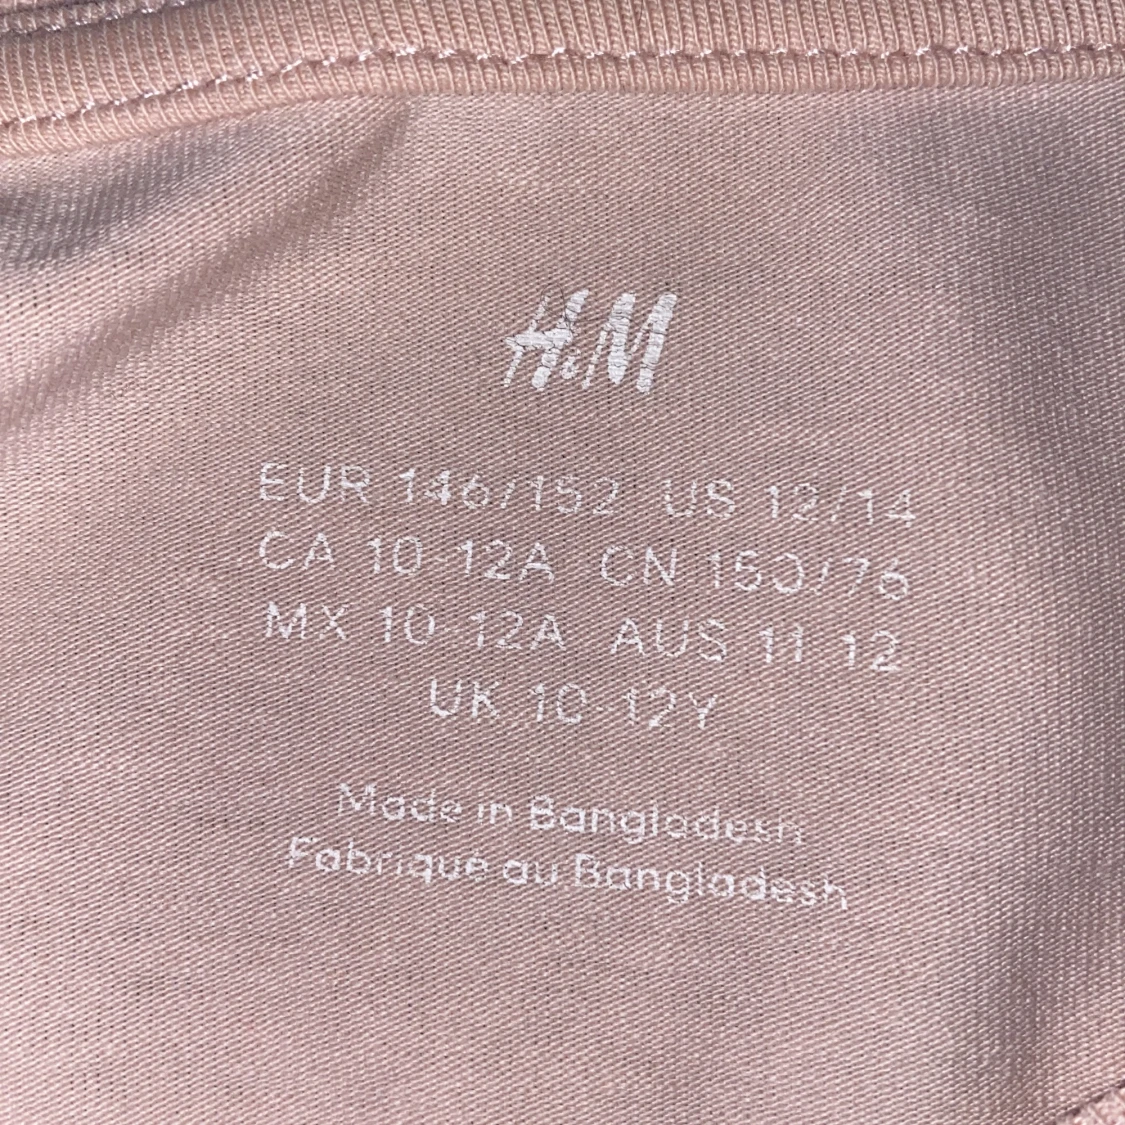 H&M
EUR 146/152 US 12/14
CA 10-12A CN 150/76
MX 10-12A AUS 11-12
UK 10-12Y
Made in Bangladesh
Fabriqué au Bangladesh